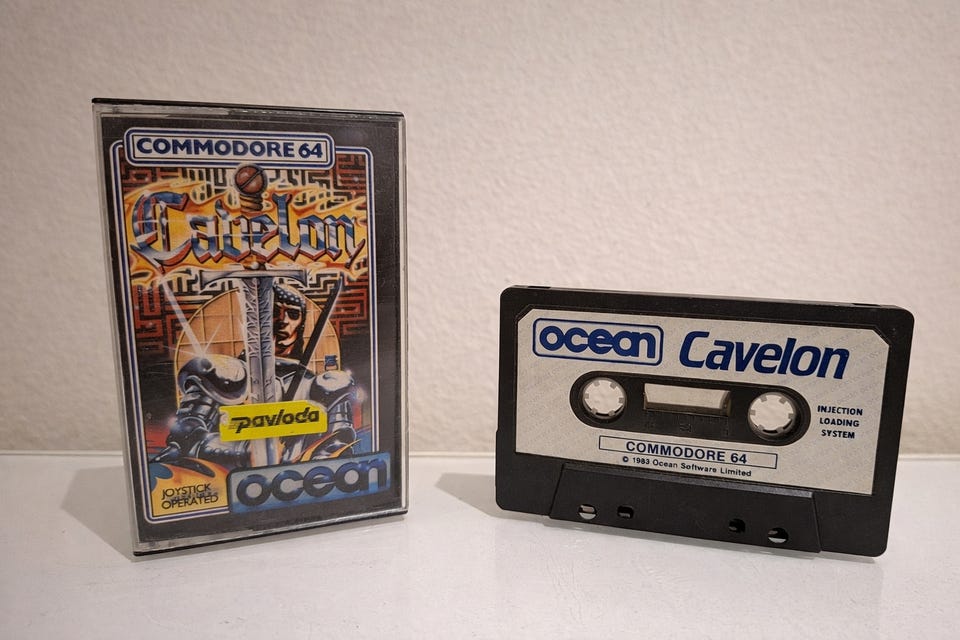 COMMODORE 64
Cavelon
pavloda
JOYSTICK
OPERATED
ocean
ocean Cavelon
INJECTION
LOADING
SYSTEM
COMMODORE 64
© 1983 Ocean Software Limited